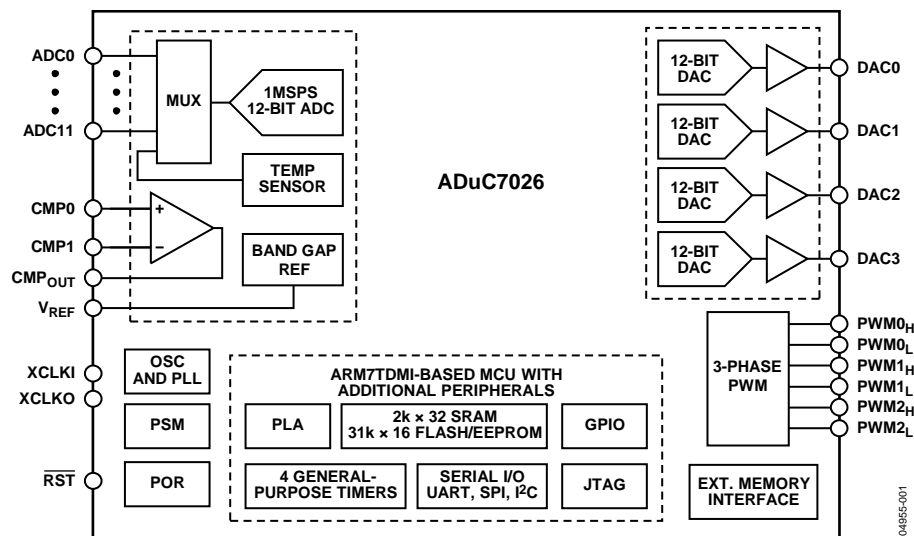 ADC0
ADC11
MUX
1MSPS
12-BIT ADC
TEMP
SENSOR
CMP0
CMP1
CMPOUT
VREF
+
−
BAND GAP
REF
ADuC7026
12-BIT
DAC
DAC0
12-BIT
DAC
DAC1
12-BIT
DAC
DAC2
12-BIT
DAC
DAC3
XCLKI
XCLKO
RST
OSC
AND PLL
PSM
POR
ARM7TDMI-BASED MCU WITH
ADDITIONAL PERIPHERALS
PLA
2k × 32 SRAM
31k × 16 FLASH/EEPROM
GPIO
4 GENERAL-
PURPOSE TIMERS
SERIAL I/O
UART, SPI, I2C
JTAG
3-PHASE
PWM
PWM0H
PWM0L
PWM1H
PWM1L
PWM2H
PWM2L
EXT. MEMORY
INTERFACE
04955-001